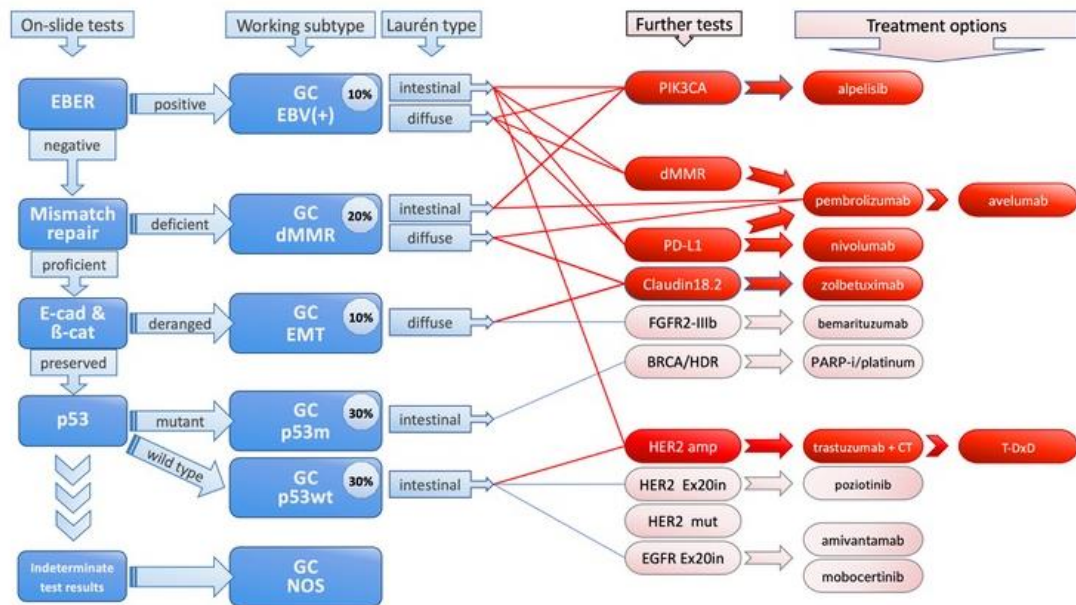 On-slide tests
Working subtype
Laurén type
Further tests
Treatment options
EBER
positive
GC
EBV(+)
10%
intestinal
diffuse
PIK3CA
alpelisib
negative
dMMR
Mismatch
repair
deficient
GC
dMMR
20%
intestinal
diffuse
pembrolizumab
avelumab
PD-L1
nivolumab
proficient
Claudin18.2
zolbetuximab
E-cad &
ß-cat
deranged
GC
EMT
10%
diffuse
FGFR2-IIIb
bemarituzumab
preserved
BRCA/HDR
PARP-i/platinum
p53
mutant
GC
p53m
30%
intestinal
HER2 amp
trastuzumab + CT
T-DxD
wild type
GC
p53wt
30%
intestinal
HER2 Ex20in
poziotinib
HER2 mut
EGFR Ex20in
amivantamab
mobocertinib
Indeterminate
test results
GC
NOS